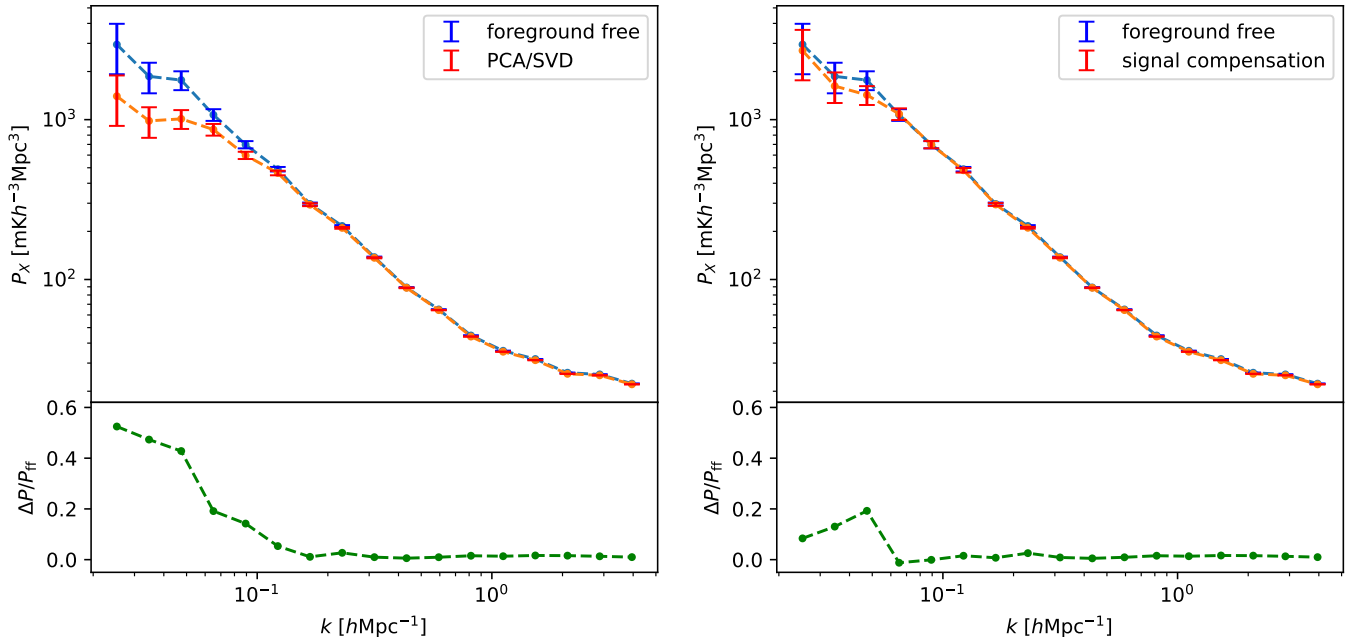 foreground free
PCA/SVD
10³
10²
P_X [mKh⁻³Mpc³]
0.6
0.4
0.2
0.0
ΔP/P_ff
10⁻¹
10⁰
k [hMpc⁻¹]
foreground free
signal compensation
10³
10²
P_X [mKh⁻³Mpc³]
0.6
0.4
0.2
0.0
ΔP/P_ff
10⁻¹
10⁰
k [hMpc⁻¹]